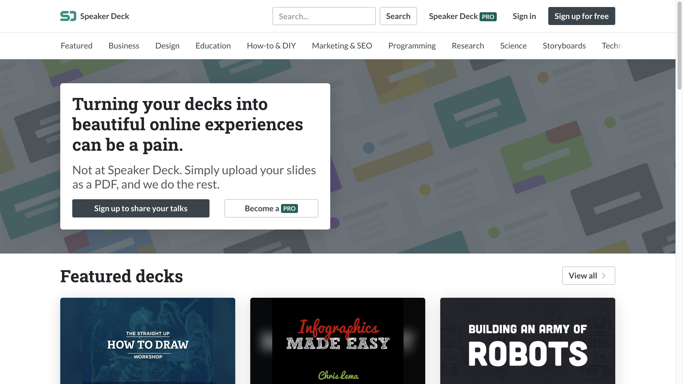 Speaker Deck
Search...
Search
Speaker Deck PRO
Sign in
Sign up for free
Featured
Business
Design
Education
How-to & DIY
Marketing & SEO
Programming
Research
Science
Storyboards
Turning your decks into
beautiful online experiences
can be a pain.
Not at Speaker Deck. Simply upload your slides
as a PDF, and we do the rest.
Sign up to share your talks
Become a PRO
Featured decks
View all
THE STRAIGHT UP
HOW TO DRAW
WORKSHOP
Infographics
MADE EASY
Chris Lema
BUILDING AN ARMY OF
ROBOTS